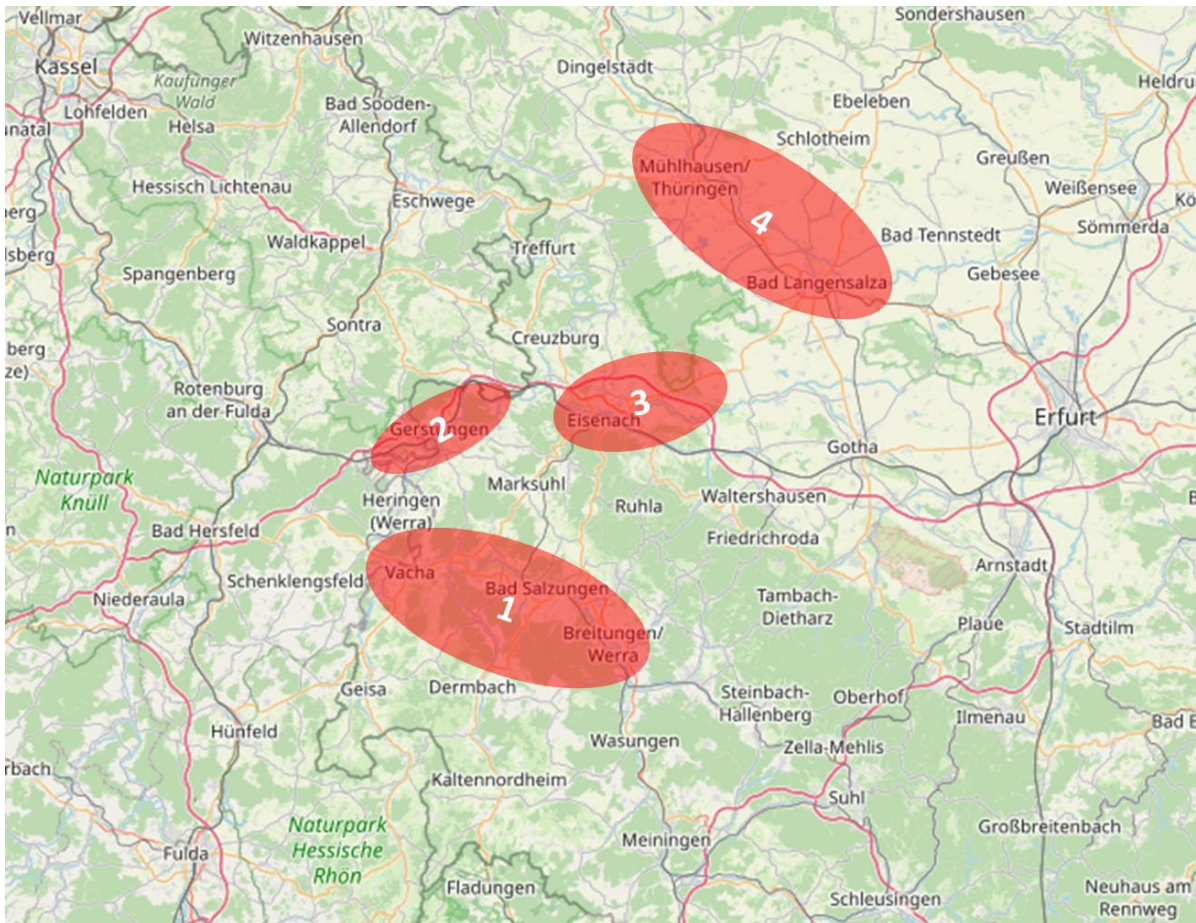 Vellmar
Sondershausen
Witzenhausen
Kassel
Dingelstädt
Kaufunger
Wald
Heldru
Bad Sooden-
Allendorf
Ebeleben
Lohfelden
unatal
Helsa
Schlotheim
Mühlhausen/
Thüringen
Greußen
Hessisch Lichtenau
Weißensee
Kö
Eschwege
berg
4
Sömmerda
Waldkappel
Treffurt
Bad Tennstedt
lsberg
Spangenberg
Gebesee
Bad Langensalza
Sontra
Creuzburg
berg
ze)
Rotenburg
an der Fulda
3
Eisenach
Erfurt
Gerstungen
2
Gotha
Naturpark
Knüll
Marksuhl
Heringen
(Werra)
Ruhla
Waltershausen
B
n
Bad Hersfeld
Friedrichroda
Arnstadt
Vacha
Schenklengsfeld
Bad Salzungen
Niederaula
1
Tambach-
Dietharz
Plaue
Stadtilm
Breitungen/
Werra
Geisa
Dermbach
Steinbach-
Hallenberg
Oberhof
Ilmenau
Bad B
Hünfeld
Wasungen
Zella-Mehlis
rbach
Kaltennordheim
Suhl
Naturpark
Hessische
Rhön
Großbreitenbach
Meiningen
Fulda
Fladungen
Schleusingen
Neuhaus am
Rennweg